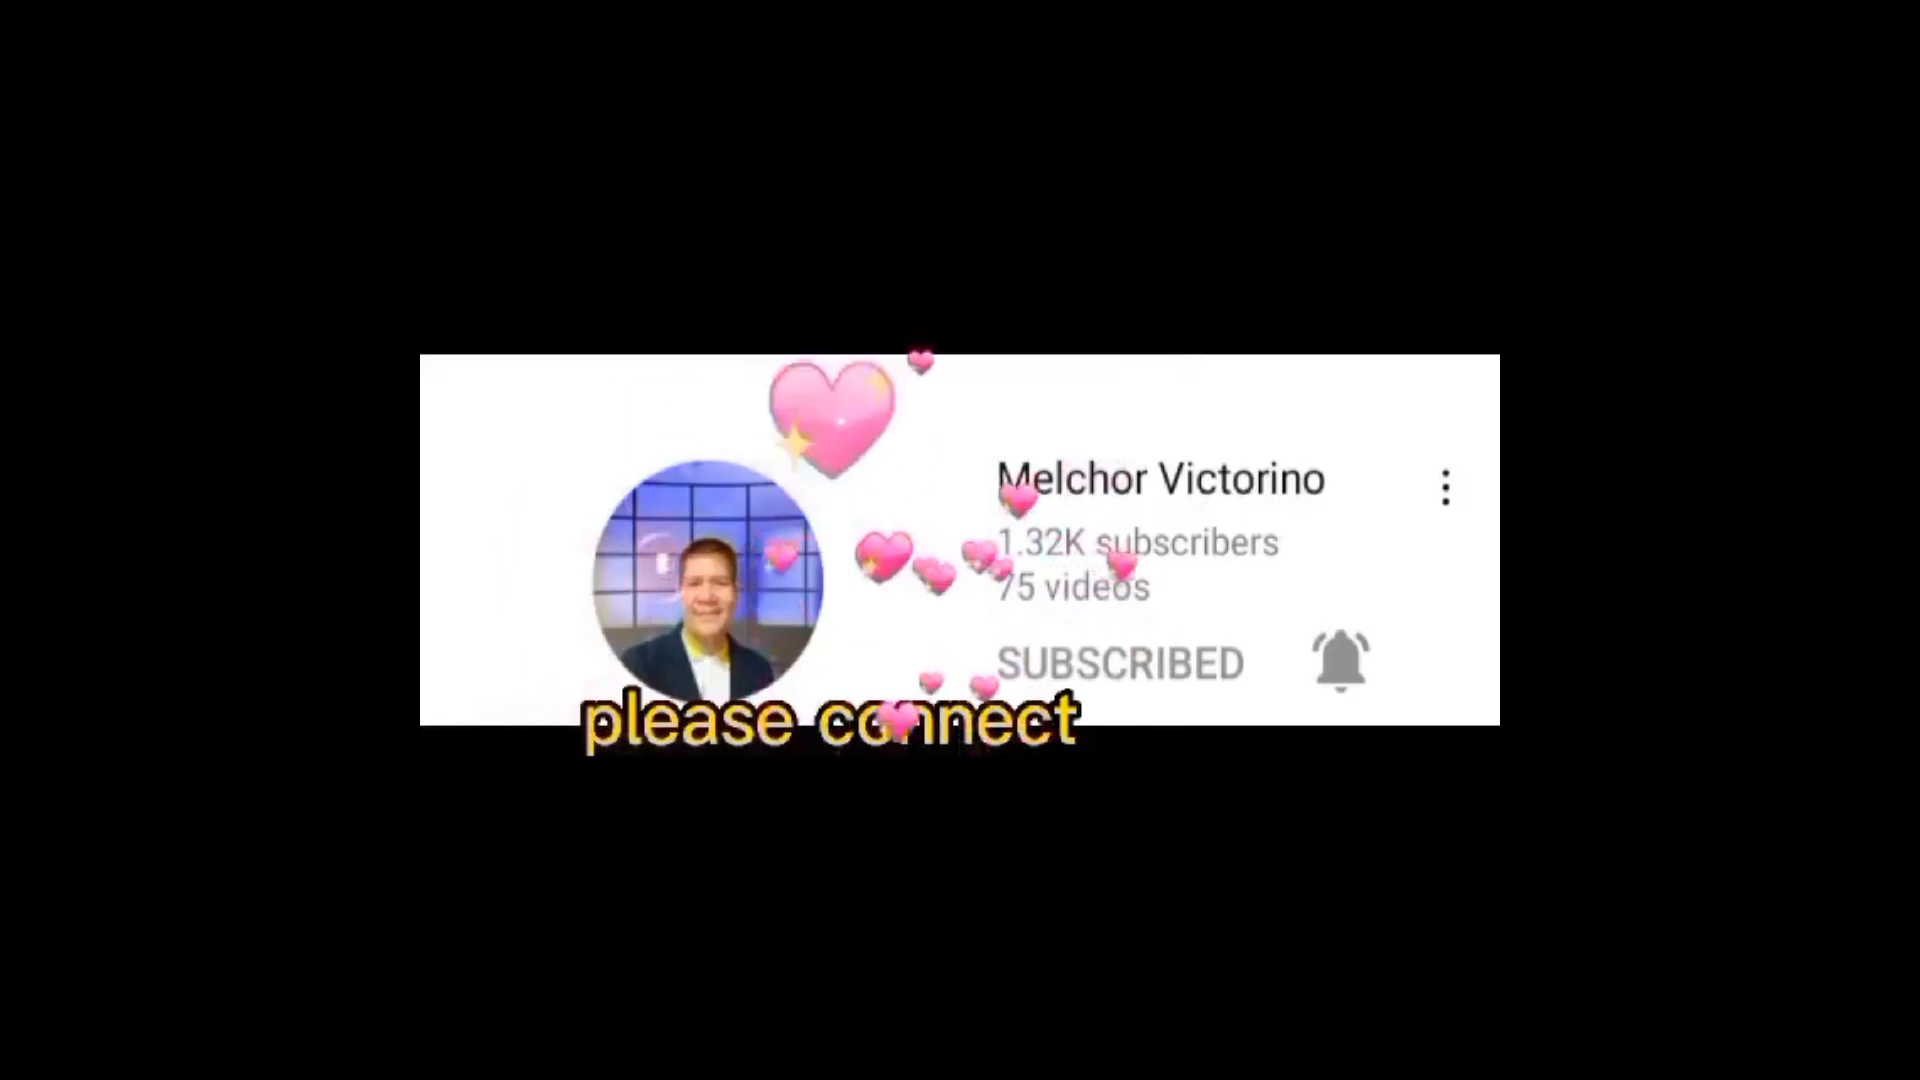 Melchor Victorino
1.32K subscribers
75 videos
SUBSCRIBED
please connect